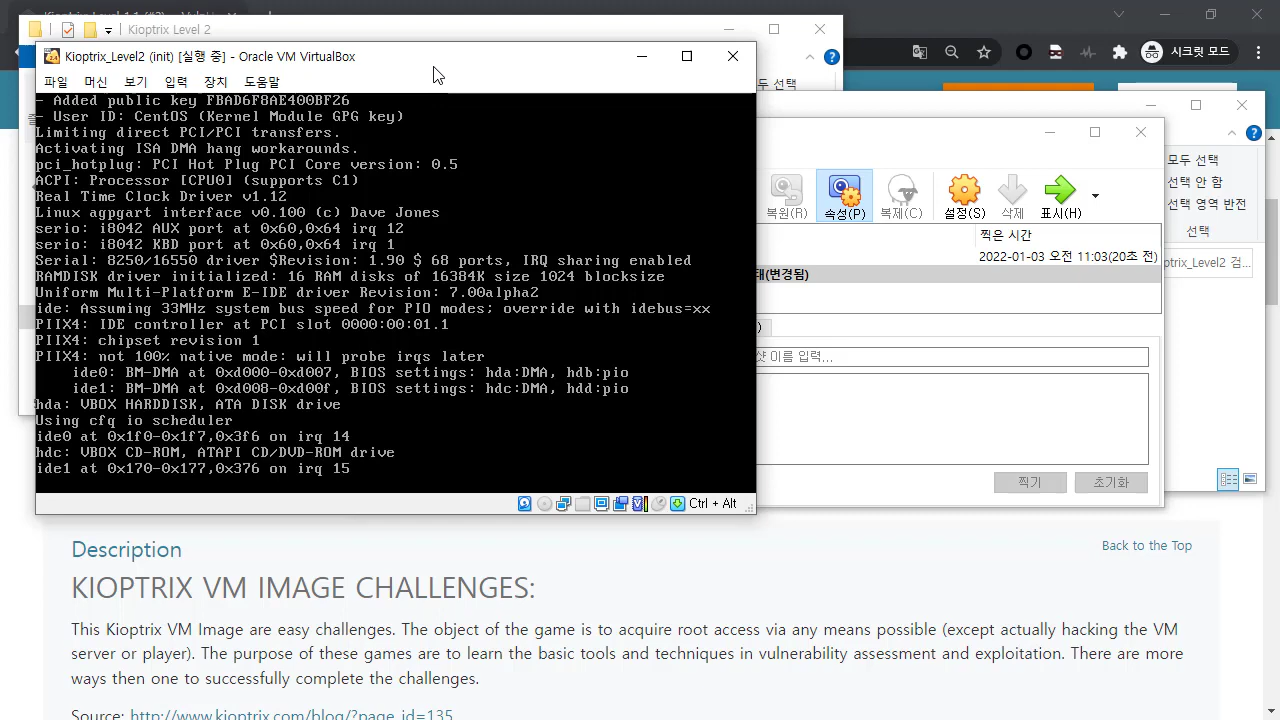 Kioptrix Level 2
시크릿 모드
Kioptrix_Level2 (init) [실행 중] - Oracle VM VirtualBox
파일 머신 보기 입력 장치 도움말
- Added public key FBAD6F8AE400BF26
- User ID: CentOS (Kernel Module GPG key)
Limiting direct PCI/PCI transfers.
Activating ISA DMA hang workarounds.
pci_hotplug: PCI Hot Plug PCI Core version: 0.5
ACPI: Processor [CPU0] (supports C1)
Real Time Clock Driver v1.12
Linux agpgart interface v0.100 (c) Dave Jones
serio: i8042 AUX port at 0x60,0x64 irq 12
serio: i8042 KBD port at 0x60,0x64 irq 1
Serial: 8250/16550 driver $Revision: 1.90 $ 68 ports, IRQ sharing enabled
RAMDISK driver initialized: 16 RAM disks of 16384K size 1024 blocksize
Uniform Multi-Platform E-IDE driver Revision: 7.00alpha2
ide: Assuming 33MHz system bus speed for PIO modes; override with idebus=xx
PIIX4: IDE controller at PCI slot 0000:00:01.1
PIIX4: chipset revision 1
PIIX4: not 100% native mode: will probe irqs later
ide0: BM-DMA at 0xd000-0xd007, BIOS settings: hda:DMA, hdb:pio
ide1: BM-DMA at 0xd008-0xd00f, BIOS settings: hdc:DMA, hdd:pio
hda: VBOX HARDDISK, ATA DISK drive
Using cfq io scheduler
ide0 at 0x1f0-0x1f7,0x3f6 on irq 14
hdc: VBOX CD-ROM, ATAPI CD/DVD-ROM drive
ide1 at 0x170-0x177,0x376 on irq 15
Ctrl + Alt
두 선택
복원(R) 속성(P) 복제(C) 설정(S) 삭제 표시(H)
찍은 시간
2022-01-03 오전 11:03(20초 전)
태(변경됨)
샷 이름 입력...
찍기 초기화
모두 선택
선택 안 함
선택 영역 반전
선택
ptrix_Level2 검...
Description
Back to the Top
KIOPTRIX VM IMAGE CHALLENGES:
This Kioptrix VM Image are easy challenges. The object of the game is to acquire root access via any means possible (except actually hacking the VM
server or player). The purpose of these games are to learn the basic tools and techniques in vulnerability assessment and exploitation. There are more
ways then one to successfully complete the challenges.
Source: http://www.kioptrix.com/blog/?page_id=135